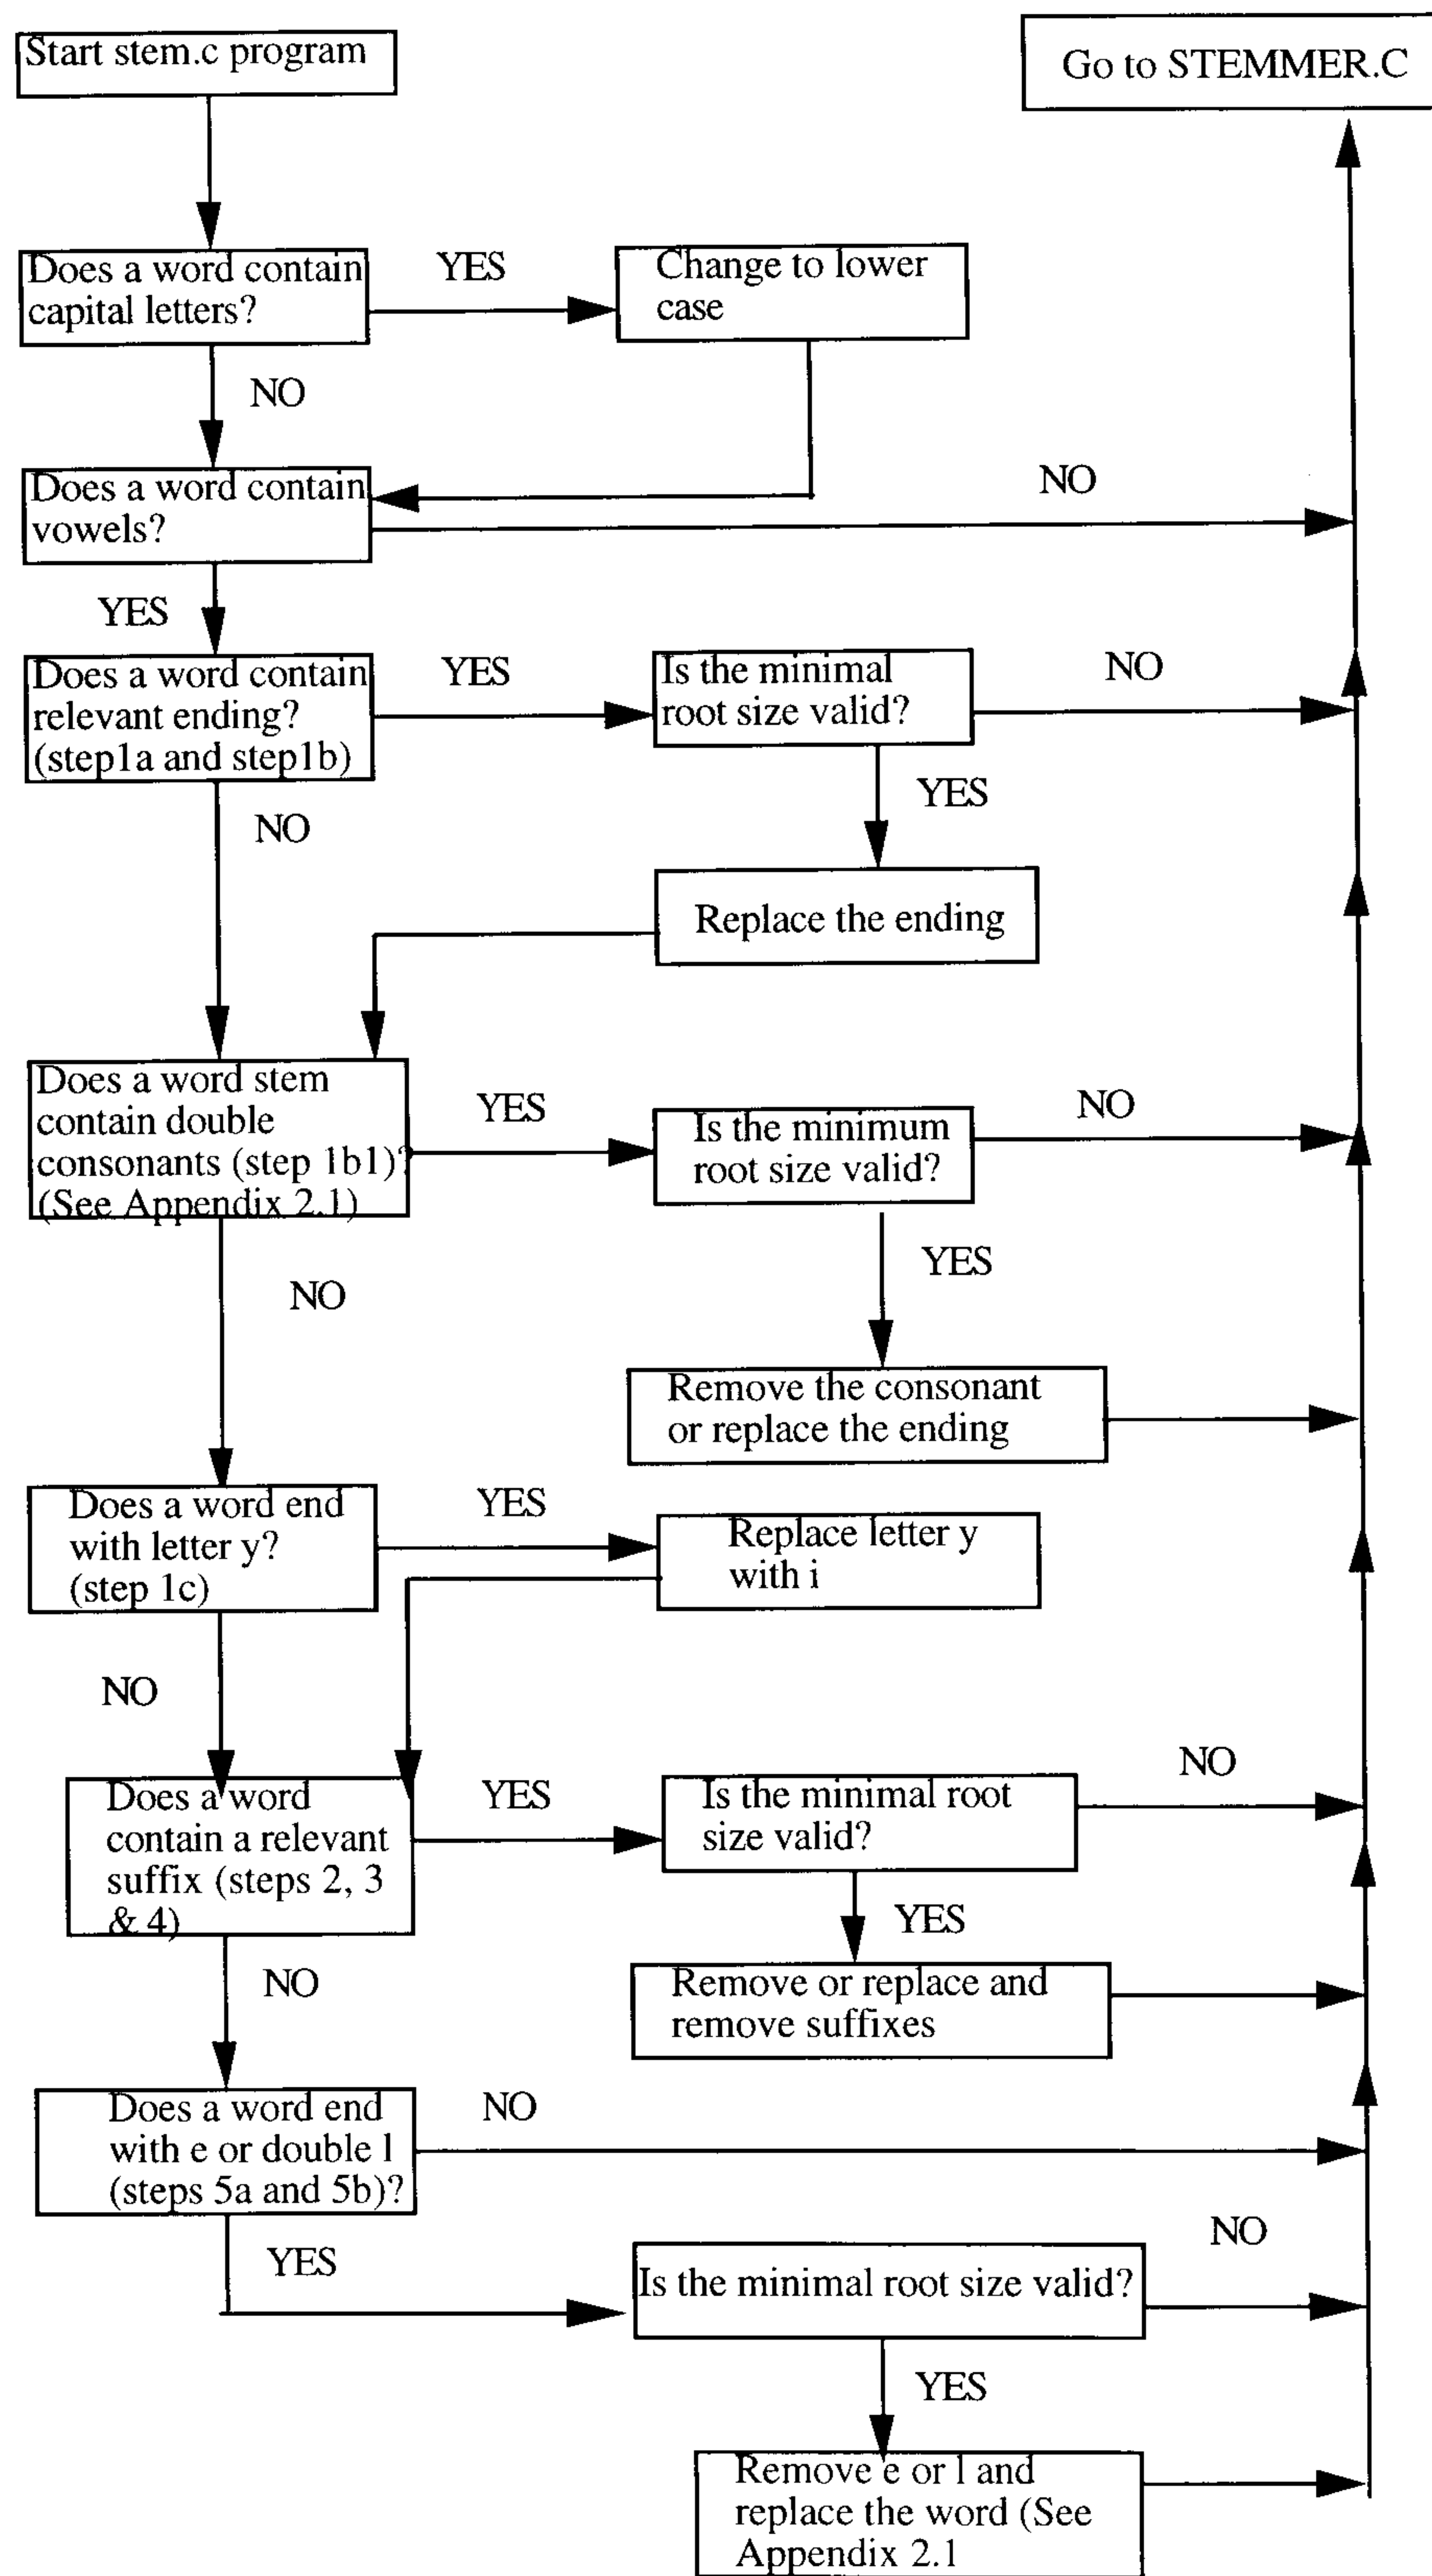 Start stem.c program
Go to STEMMER.C
Does a word contain
capital letters?
YES
Change to lower
case
NO
Does a word contain
vowels?
NO
YES
Does a word contain
relevant ending?
(step1a and step1b)
YES
Is the minimal
root size valid?
NO
YES
NO
Replace the ending
Does a word stem
contain double
consonants (step 1b1)?
(See Appendix 2.1)
YES
Is the minimum
root size valid?
NO
YES
NO
Remove the consonant
or replace the ending
Does a word end
with letter y?
(step 1c)
YES
Replace letter y
with i
NO
Does a word
contain a relevant
suffix (steps 2, 3
& 4)
YES
Is the minimal root
size valid?
NO
YES
NO
Remove or replace and
remove suffixes
Does a word end
with e or double l
(steps 5a and 5b)?
NO
YES
Is the minimal root size valid?
NO
YES
Remove e or l and
replace the word (See
Appendix 2.1